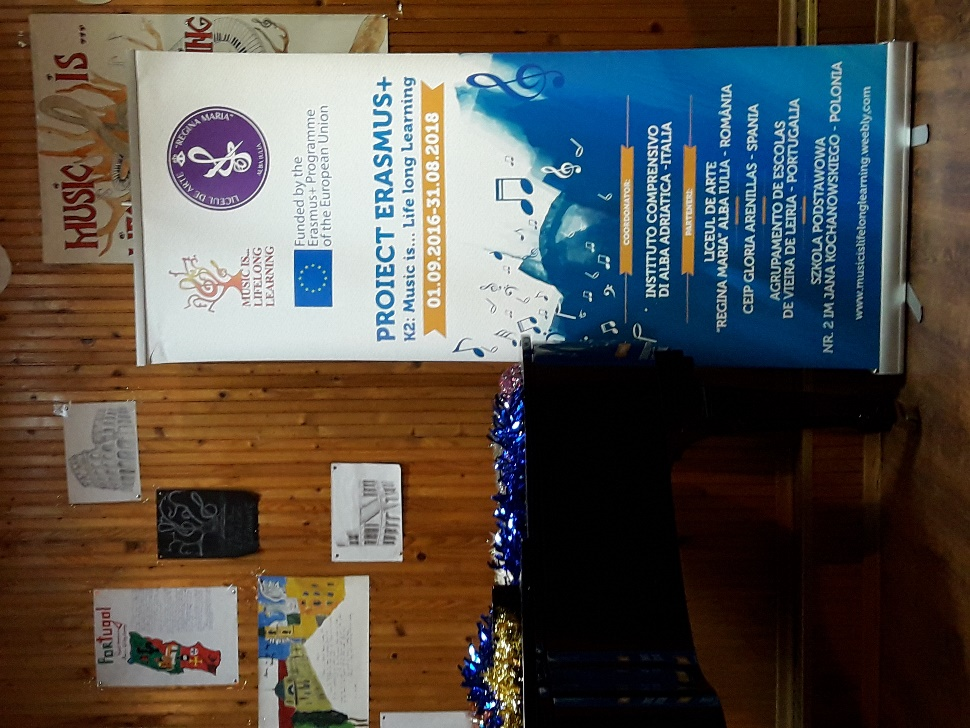 MUSIC IS...
LICEUL DE ARTE "REGINA MARIA"
ALBA IULIA
MUSIC IS...
LIFELONG
LEARNING
Funded by the
Erasmus+ Programme
of the European Union
PROIECT ERASMUS+
K2: Music is... Life long Learning
01.09.2016-31.08.2018
COORDONATOR:
INSTITUTO COMPRENSIVO
DI ALBA ADRIATICA -ITALIA
PARTENERI:
LICEUL DE ARTE
"REGINA MARIA" ALBA IULIA - ROMÂNIA
CEIP GLORIA ARENILLAS - SPANIA
AGRUPAMENTO DE ESCOLAS
DE VIEIRA DE LEIRIA - PORTUGALIA
SZKOLA PODSTAWOWA
NR. 2 IM JANA KOCHANOWSKIEGO - POLONIA
www.musicislifelonglearning.weebly.com
Portugal